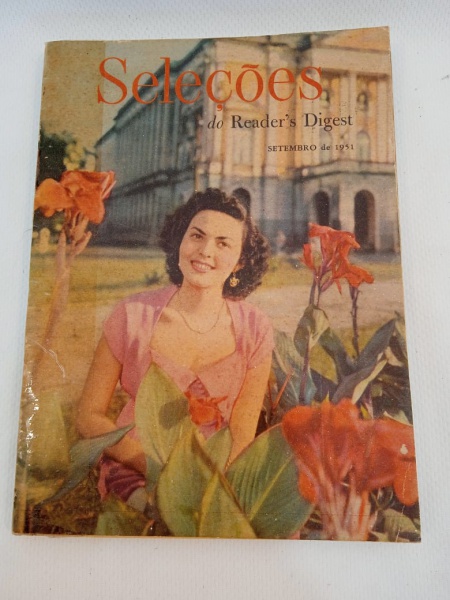 Seleções
do Reader's Digest
SETEMBRO de 1951